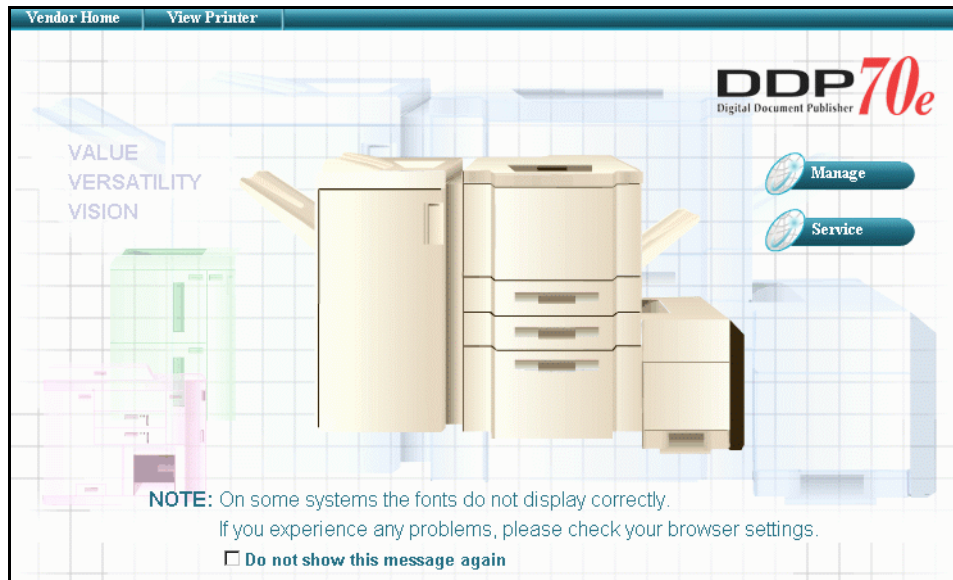 Vendor Home View Printer
DDP 70e
Digital Document Publisher
VALUE
VERSATILITY
VISION
Manage
Service
NOTE: On some systems the fonts do not display correctly.
If you experience any problems, please check your browser settings.
Do not show this message again